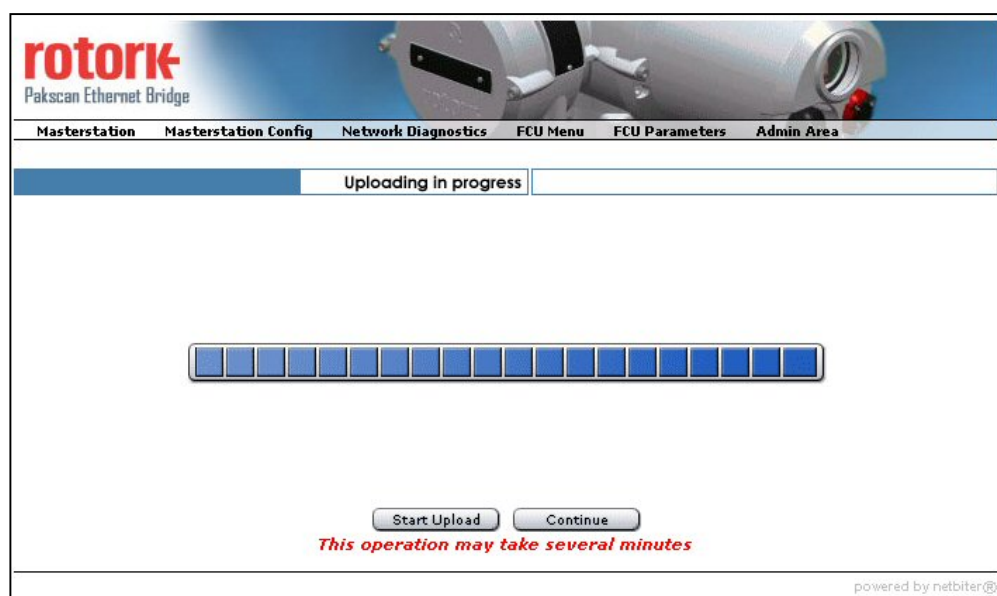 rotork
Pakscan Ethernet Bridge
Masterstation Masterstation Config Network Diagnostics FCU Menu FCU Parameters Admin Area
Uploading in progress
Start Upload Continue
This operation may take several minutes
powered by netbiter®